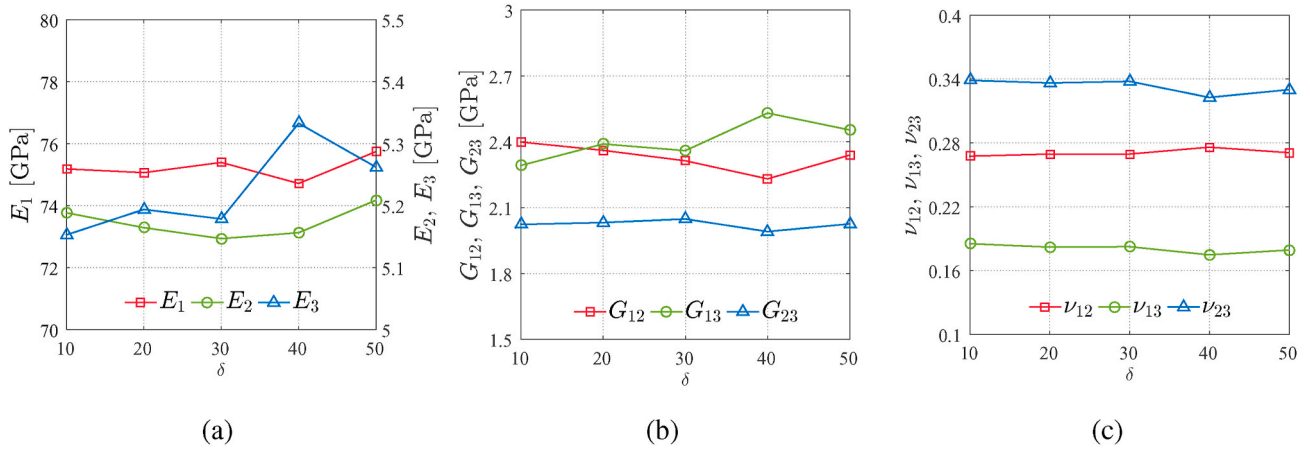 80
78
76
74
72
70
E₁ [GPa]
5.5
5.4
5.3
5.2
5.1
5
E₂, E₃ [GPa]
E₁ E₂ E₃
10 20 30 40 50
δ
(a)
3
2.7
2.4
2.1
1.8
1.5
G₁₂, G₁₃, G₂₃ [GPa]
G₁₂ G₁₃ G₂₃
10 20 30 40 50
δ
(b)
0.4
0.34
0.28
0.22
0.16
0.1
ν₁₂, ν₁₃, ν₂₃
ν₁₂ ν₁₃ ν₂₃
10 20 30 40 50
δ
(c)